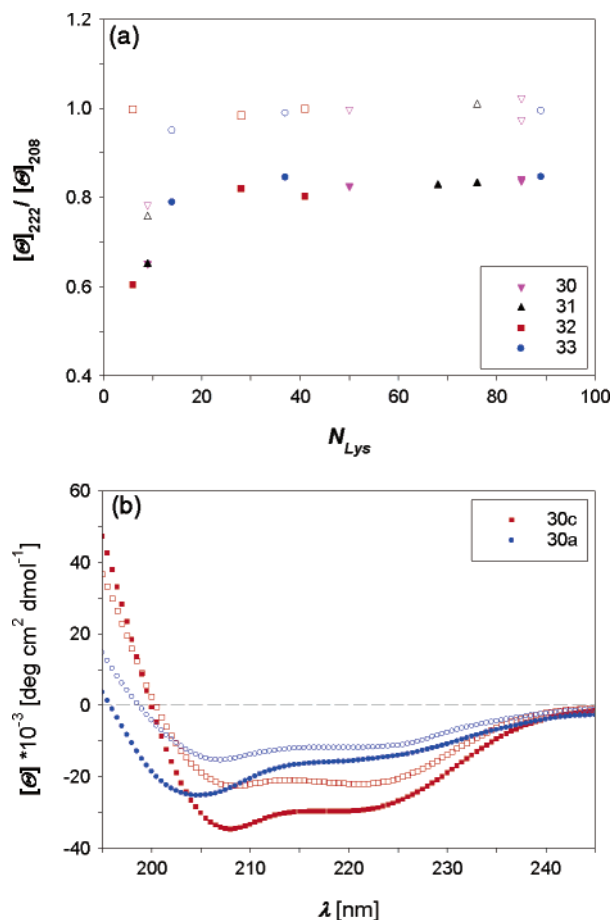 (a)
[Θ]222/ [Θ]208
1.2
1.0
0.8
0.6
0.4
30
31
32
33
0 20 40 60 80 100
NLys
(b)
[Θ] *10-3 [deg cm2 dmol-1]
60
40
20
0
-20
-40
30c
30a
200 210 220 230 240
λ [nm]